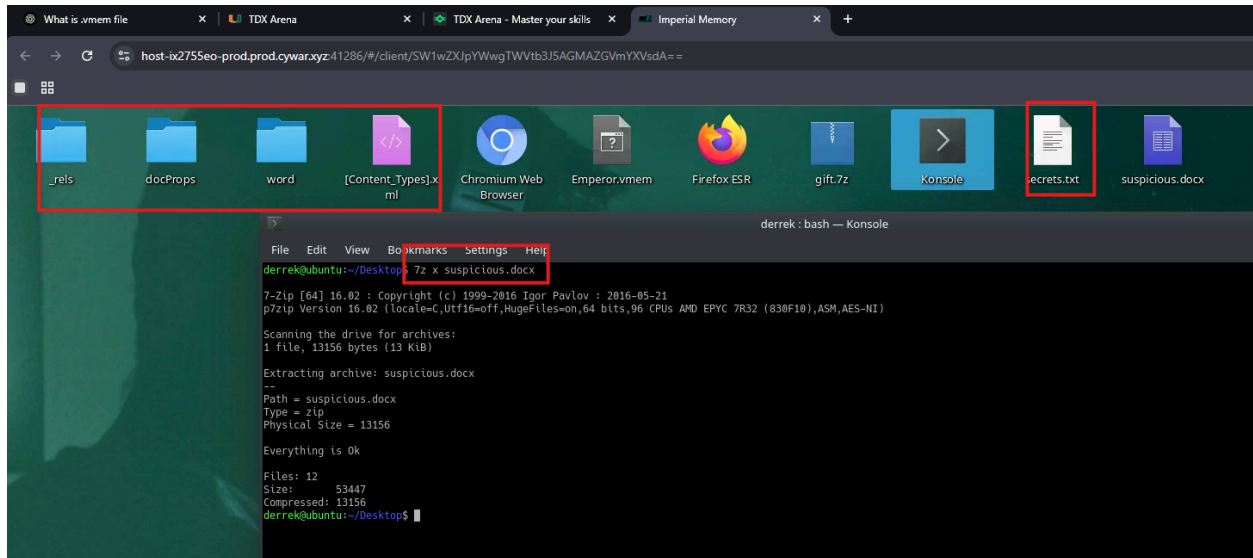 What is .vmem file
TDX Arena
TDX Arena - Master your skills
Imperial Memory
host-ix2755eo-prod.prod.cywar.xyz:41286/#/client/SW1wZXJpYWwgTWVtb3J5AGMAZGVmYXVsdA==
_rels
docProps
word
[Content_Types].x
ml
Chromium Web
Browser
Emperor.vmem
Firefox ESR
gift.7z
Konsole
secrets.txt
suspicious.docx
derrek : bash — Konsole
File Edit View Bookmarks Settings Help
derrek@ubuntu:~/Desktop$ 7z x suspicious.docx
7-Zip [64] 16.02 : Copyright (c) 1999-2016 Igor Pavlov : 2016-05-21
p7zip Version 16.02 (locale=C,Utf16=off,HugeFiles=on,64 bits,96 CPUs AMD EPYC 7R32 (830F10),ASM,AES-NI)
Scanning the drive for archives:
1 file, 13156 bytes (13 KiB)
Extracting archive: suspicious.docx
--
Path = suspicious.docx
Type = zip
Physical Size = 13156
Everything is Ok
Files: 12
Size: 53447
Compressed: 13156
derrek@ubuntu:~/Desktop$